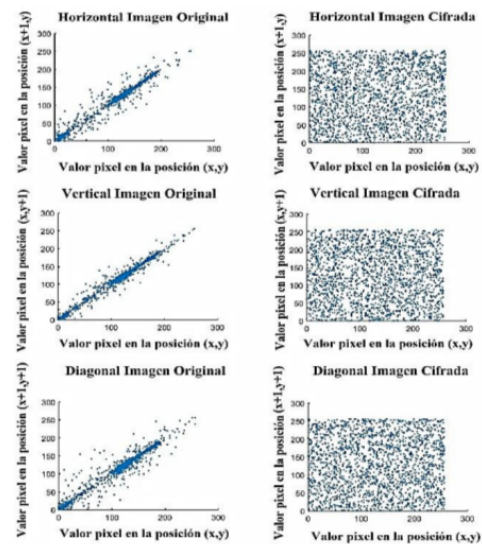 Horizontal Imagen Original
Valor pixel en la posición (x+1,y)
300
250
200
150
100
50
0
0 100 200 300
Valor pixel en la posición (x,y)
Horizontal Imagen Cifrada
Valor pixel en la posición (x+1,y)
300
250
200
150
100
50
0
0 100 200 300
Valor pixel en la posición (x,y)
Vertical Imagen Original
Valor pixel en la posición (x,y+1)
300
250
200
150
100
50
0
0 100 200 300
Valor pixel en la posición (x,y)
Vertical Imagen Cifrada
Valor pixel en la posición (x,y+1)
300
250
200
150
100
50
0
0 100 200 300
Valor pixel en la posición (x,y)
Diagonal Imagen Original
Valor pixel en la posición (x+1,y+1)
300
250
200
150
100
50
0
0 100 200 300
Valor pixel en la posición (x,y)
Diagonal Imagen Cifrada
Valor pixel en la posición (x+1,y+1)
300
250
200
150
100
50
0
0 100 200 300
Valor pixel en la posición (x,y)